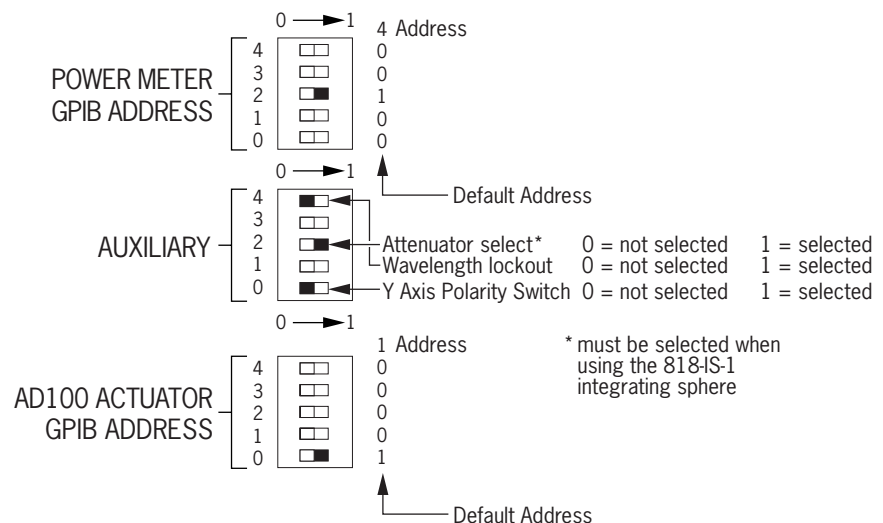 0 1
4 Address
POWER METER
GPIB ADDRESS
4 0
3 0
2 1
1 0
0 0
Default Address
0 1
AUXILIARY
4
3
2
1
0
Attenuator select* 0 = not selected 1 = selected
Wavelength lockout 0 = not selected 1 = selected
Y Axis Polarity Switch 0 = not selected 1 = selected
0 1
1 Address
* must be selected when
using the 818-IS-1
integrating sphere
AD100 ACTUATOR
GPIB ADDRESS
4 0
3 0
2 0
1 0
0 1
Default Address